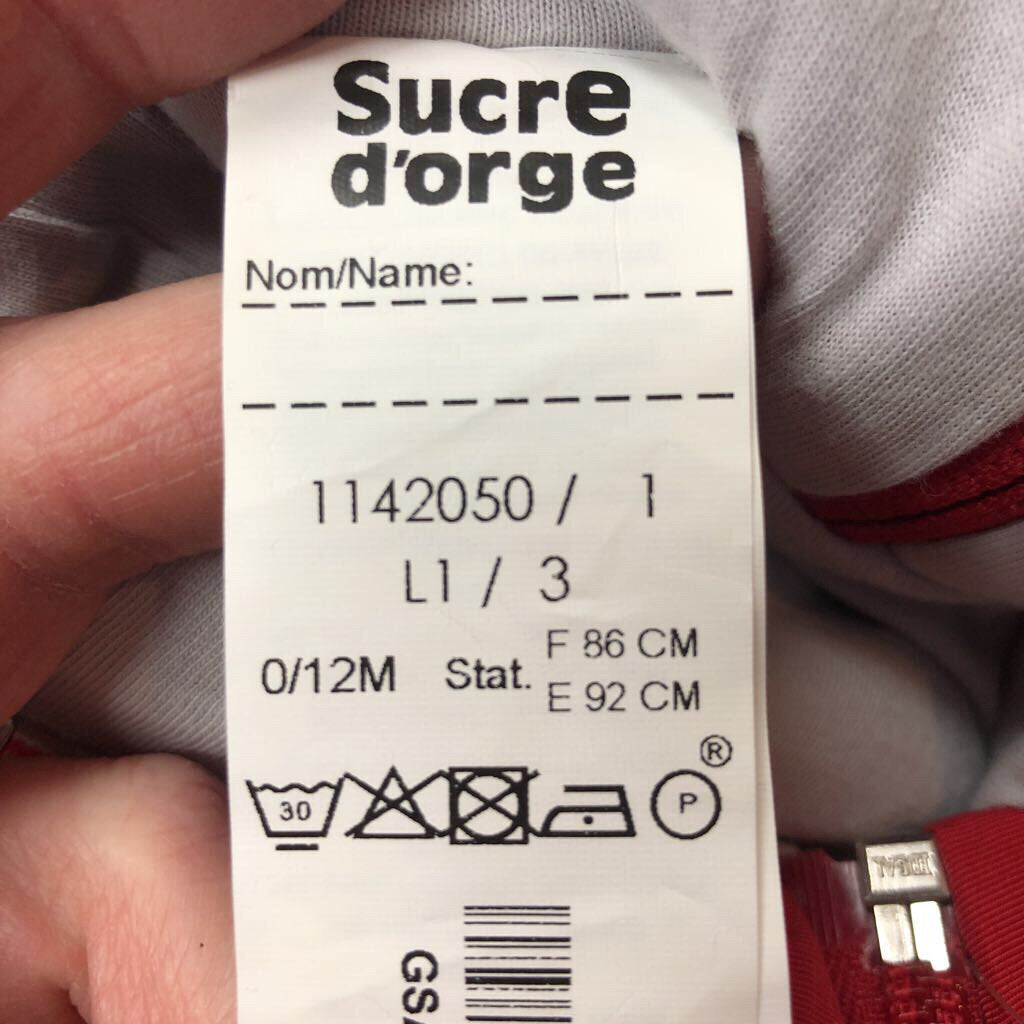 Sucre
d'orge
Nom/Name:
1142050 / 1
L1 / 3
0/12M Stat. F 86 CM
E 92 CM
®
30
P